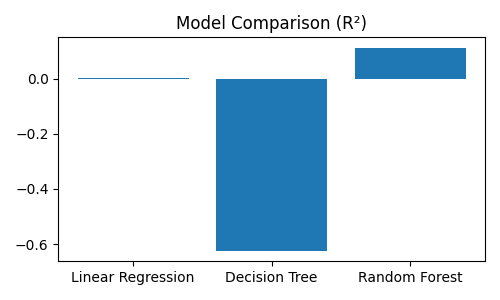 Model Comparison (R²)
0.0
−0.2
−0.4
−0.6
Linear Regression Decision Tree Random Forest